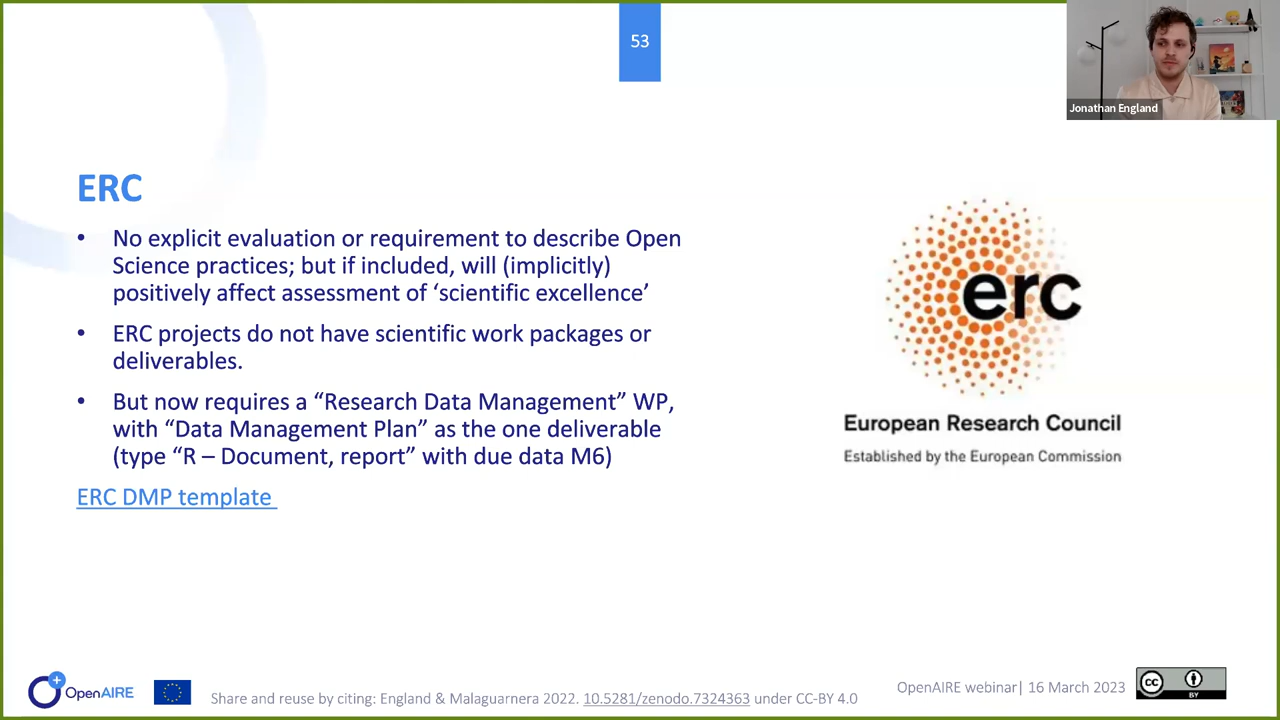 53
Jonathan England
ERC
• No explicit evaluation or requirement to describe Open
Science practices; but if included, will (implicitly)
positively affect assessment of ‘scientific excellence’
• ERC projects do not have scientific work packages or
deliverables.
• But now requires a “Research Data Management” WP,
with “Data Management Plan” as the one deliverable
(type “R – Document, report” with due data M6)
ERC DMP template
erc
European Research Council
Established by the European Commission
OpenAIRE
Share and reuse by citing: England & Malaguarnera 2022. 10.5281/zenodo.7324363 under CC-BY 4.0
OpenAIRE webinar| 16 March 2023
cc
BY